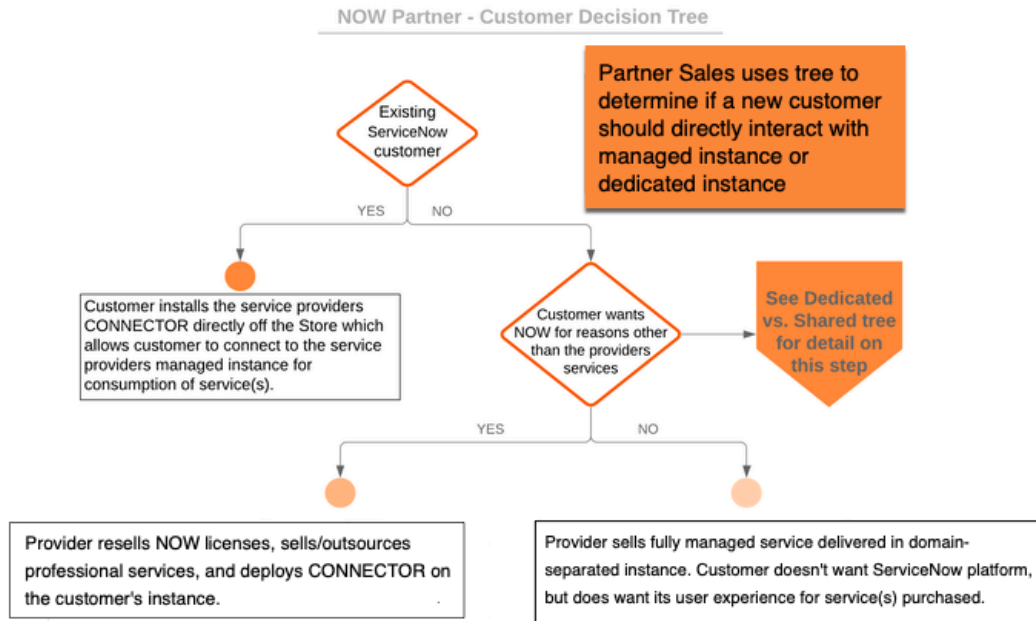 NOW Partner - Customer Decision Tree
Partner Sales uses tree to
determine if a new customer
should directly interact with
managed instance or
dedicated instance
Existing
ServiceNow
customer
YES
NO
Customer installs the service providers
CONNECTOR directly off the Store which
allows customer to connect to the service
providers managed instance for
consumption of service(s).
Customer wants
NOW for reasons other
than the providers
services
See Dedicated
vs. Shared tree
for detail on
this step
YES
NO
Provider resells NOW licenses, sells/outsources
professional services, and deploys CONNECTOR on
the customer's instance.
Provider sells fully managed service delivered in domain-
separated instance. Customer doesn't want ServiceNow platform,
but does want its user experience for service(s) purchased.